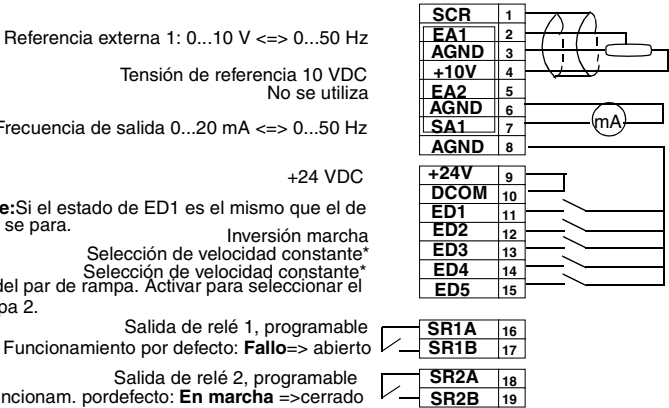 SCR 1
Referencia externa 1: 0...10 V <=> 0...50 Hz EA1 2
AGND 3
Tensión de referencia 10 VDC +10V 4
No se utiliza EA2 5
AGND 6
Frecuencia de salida 0...20 mA <=> 0...50 Hz SA1 7
mA
AGND 8
+24 VDC +24V 9
DCOM 10
e:Si el estado de ED1 es el mismo que el de ED1 11
se para.
Inversión marcha ED2 12
Selección de velocidad constante* ED3 13
Selección de velocidad constante* ED4 14
del par de rampa. Activar para seleccionar el ED5 15
pa 2.
Salida de relé 1, programable SR1A 16
Funcionamiento por defecto: Fallo=> abierto SR1B 17
Salida de relé 2, programable SR2A 18
ncionam. pordefecto: En marcha =>cerrado SR2B 19